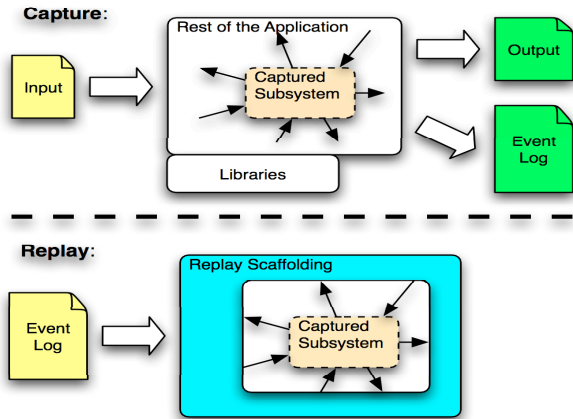 Capture:
Rest of the Application
Input
Captured
Subsystem
Output
Libraries
Event
Log
Replay:
Replay Scaffolding
Event
Log
Captured
Subsystem